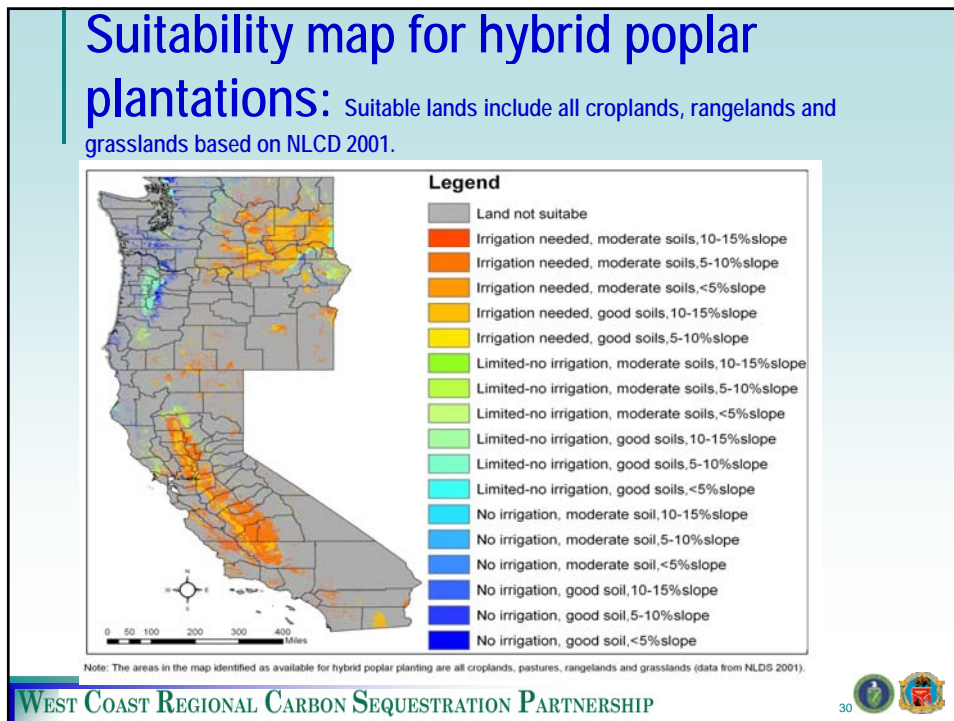 Suitability map for hybrid poplar
plantations: Suitable lands include all croplands, rangelands and
grasslands based on NLCD 2001.
Legend
Land not suitabe
Irrigation needed, moderate soils,10-15%slope
Irrigation needed, moderate soils,5-10%slope
Irrigation needed, moderate soils,<5%slope
Irrigation needed, good soils,10-15%slope
Irrigation needed, good soils,5-10%slope
Limited-no irrigation, moderate soils,10-15%slope
Limited-no irrigation, moderate soils,5-10%slope
Limited-no irrigation, moderate soils,<5%slope
Limited-no irrigation, good soils,10-15%slope
Limited-no irrigation, good soils,5-10%slope
Limited-no irrigation, good soils,<5%slope
No irrigation, moderate soil,10-15%slope
No irrigation, moderate soil,5-10%slope
No irrigation, moderate soil,<5%slope
No irrigation, good soil,10-15%slope
No irrigation, good soil,5-10%slope
No irrigation, good soil,<5%slope
N
W E
S
0 50 100 200 300 400
Miles
Note: The areas in the map identified as available for hybrid poplar planting are all croplands, pastures, rangelands and grasslands (data from NLDS 2001).
WEST COAST REGIONAL CARBON SEQUESTRATION PARTNERSHIP
30